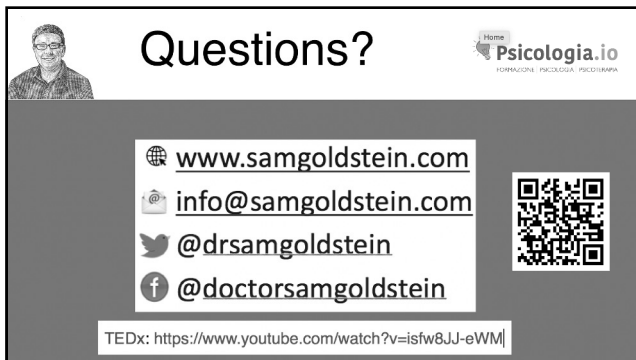 Questions?
Home
Psicologia.io
FORMAZIONE | PSICOLOGIA | PSICOTERAPIA
www.samgoldstein.com
info@samgoldstein.com
@drsamgoldstein
@doctorsamgoldstein
TEDx: https://www.youtube.com/watch?v=isfw8JJ-eWM